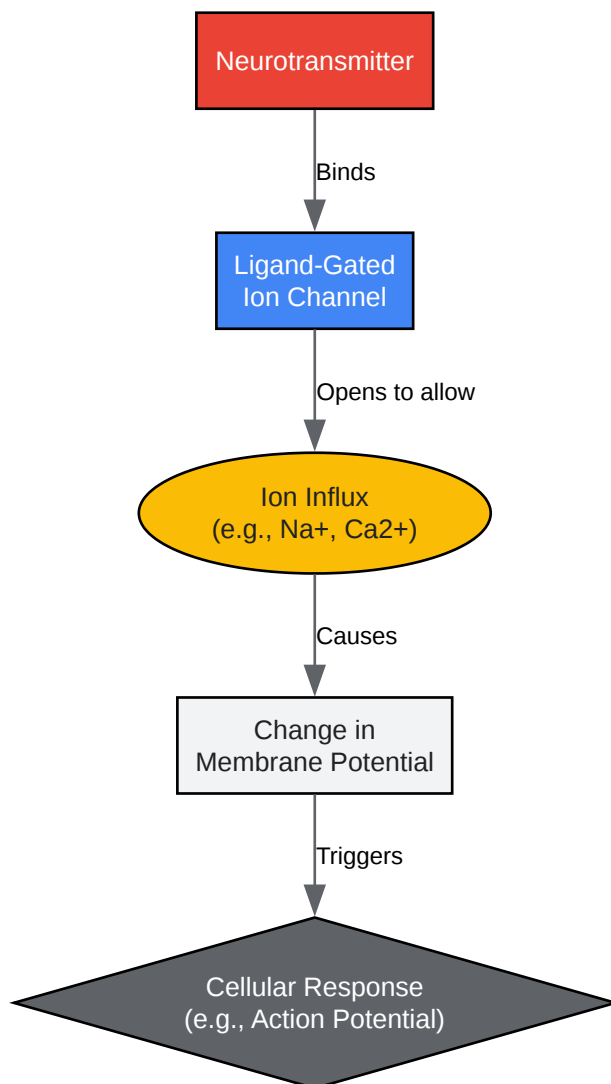 Neurotransmitter
Binds
Ligand-Gated
Ion Channel
Opens to allow
Ion Influx
(e.g., Na+, Ca2+)
Causes
Change in
Membrane Potential
Triggers
Cellular Response
(e.g., Action Potential)